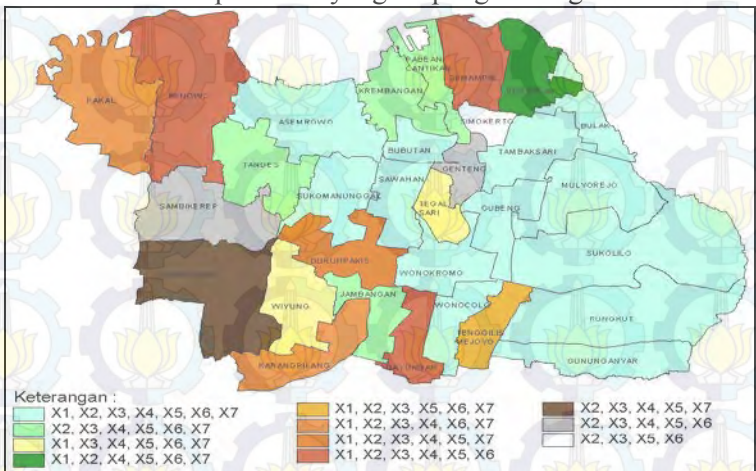 PABEAN
CANTIKAN
SEMAMPIR
KENJERAN
PAKAL
BENOWO
KREMBANGAN
ASEMROWO
SIMOKERTO
BULAK
BUBUTAN
TAMBAKSARI
TANDES
GENTENG
SAWAHAN
MULYOREJO
SAMBIKEREP
SUKOMANUNGGAL
TEGAL
SARI
GUBENG
SUKOLILO
DUKUHPAKIS
WONOKROMO
JAMBANGAN
WIYUNG
WONOCOLO
RUNGKUT
TENGGILIS
MEJOYO
KARANGPILANG
GAYUNGAN
GUNUNGANYAR
Keterangan :
X1, X2, X3, X4, X5, X6, X7
X2, X3, X4, X5, X6, X7
X1, X3, X4, X5, X6, X7
X1, X2, X4, X5, X6, X7
X1, X2, X3, X5, X6, X7
X1, X2, X3, X4, X6, X7
X1, X2, X3, X4, X5, X7
X1, X2, X3, X4, X5, X6
X2, X3, X4, X5, X7
X2, X3, X4, X5, X6
X2, X3, X5, X6